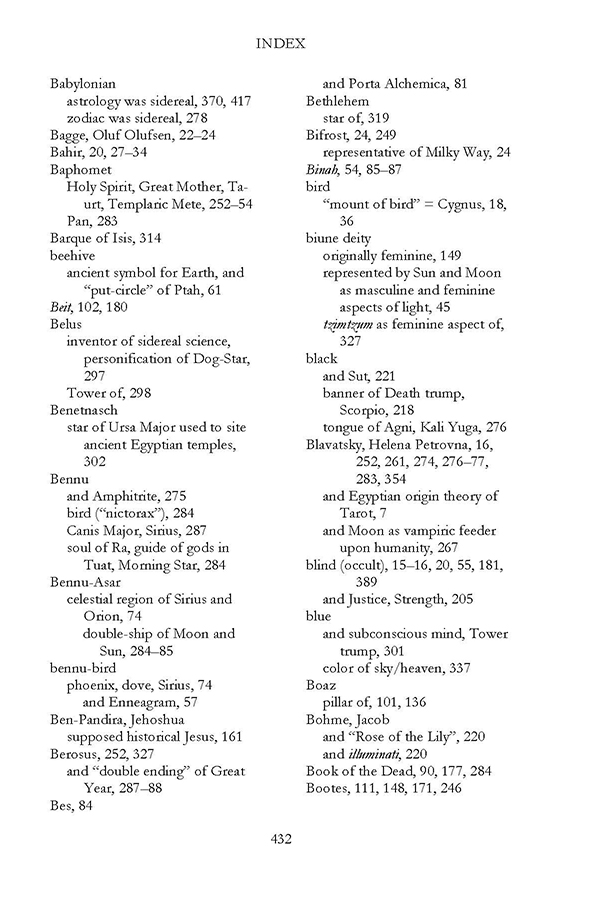 INDEX
Babylonian
astrology was sidereal, 370, 417
zodiac was sidereal, 278
Bagge, Oluf Olufsen, 22–24
Bahir, 20, 27–34
Baphomet
Holy Spirit, Great Mother, Ta-
urt, Templaric Mete, 252–54
Pan, 283
Barque of Isis, 314
beehive
ancient symbol for Earth, and
“put-circle” of Ptah, 61
Beit, 102, 180
Belus
inventor of sidereal science,
personification of Dog-Star,
297
Tower of, 298
Benetnasch
star of Ursa Major used to site
ancient Egyptian temples,
302
Bennu
and Amphitrite, 275
bird (“nictorax”), 284
Canis Major, Sirius, 287
soul of Ra, guide of gods in
Tuat, Morning Star, 284
Bennu-Asar
celestial region of Sirius and
Orion, 74
double-ship of Moon and
Sun, 284–85
bennu-bird
phoenix, dove, Sirius, 74
and Enneagram, 57
Ben-Pandira, Jehoshua
supposed historical Jesus, 161
Berosus, 252, 327
and “double ending” of Great
Year, 287–88
Bes, 84
and Porta Alchemica, 81
Bethlehem
star of, 319
Bifrost, 24, 249
representative of Milky Way, 24
Binah, 54, 85–87
bird
“mount of bird” = Cygnus, 18,
36
biune deity
originally feminine, 149
represented by Sun and Moon
as masculine and feminine
aspects of light, 45
tzimtzum as feminine aspect of,
327
black
and Sut, 221
banner of Death trump,
Scorpio, 218
tongue of Agni, Kali Yuga, 276
Blavatsky, Helena Petrovna, 16,
252, 261, 274, 276–77,
283, 354
and Egyptian origin theory of
Tarot, 7
and Moon as vampiric feeder
upon humanity, 267
blind (occult), 15–16, 20, 55, 181,
389
and Justice, Strength, 205
blue
and subconscious mind, Tower
trump, 301
color of sky/heaven, 337
Boaz
pillar of, 101, 136
Bohme, Jacob
and “Rose of the Lily”, 220
and illuminati, 220
Book of the Dead, 90, 177, 284
Bootes, 111, 148, 171, 246
432